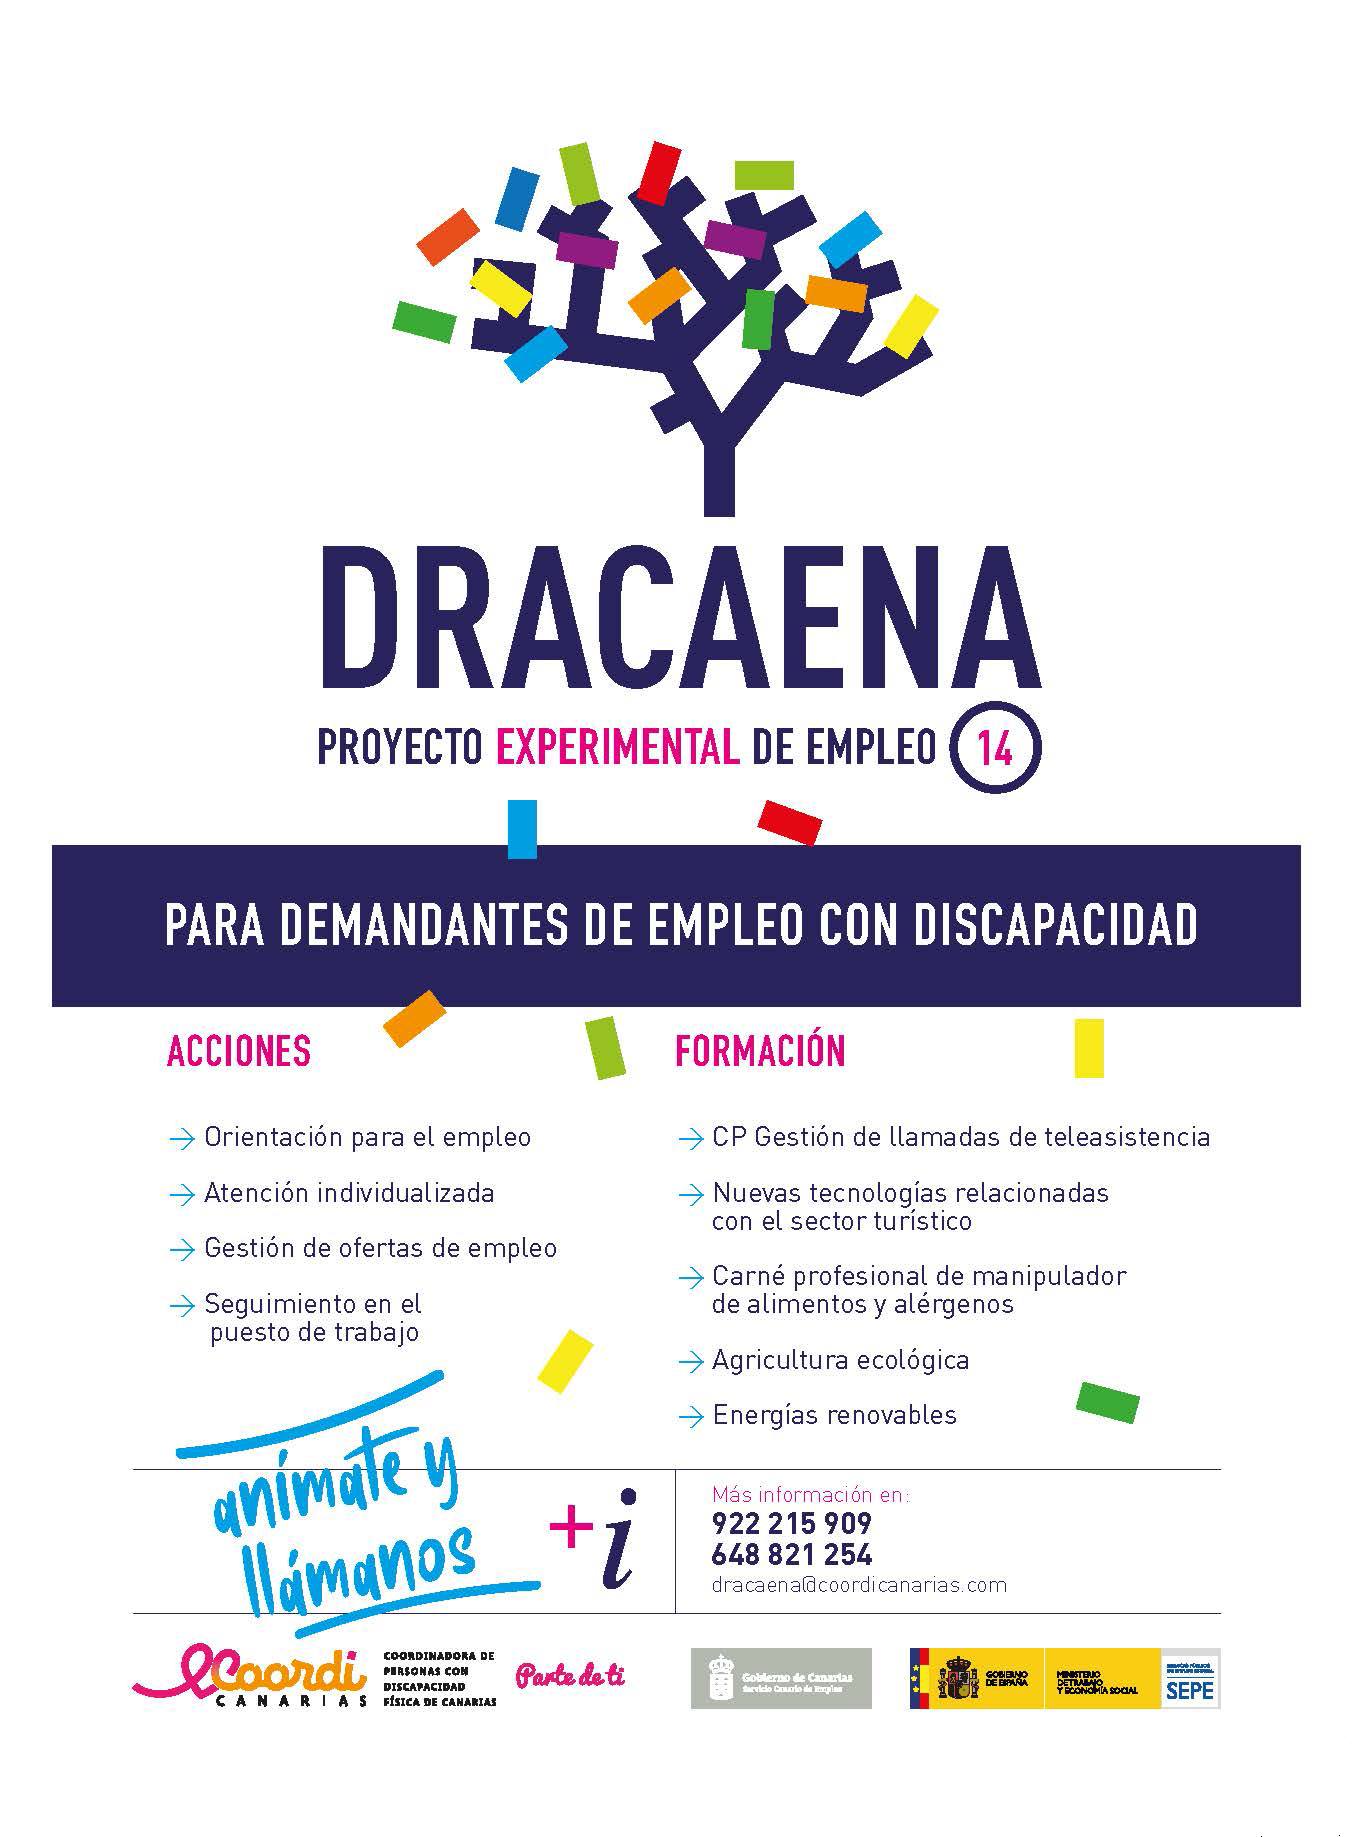 DRACAENA
PROYECTO EXPERIMENTAL DE EMPLEO 14
PARA DEMANDANTES DE EMPLEO CON DISCAPACIDAD
ACCIONES
→ Orientación para el empleo
→ Atención individualizada
→ Gestión de ofertas de empleo
→ Seguimiento en el
puesto de trabajo
FORMACIÓN
→ CP Gestión de llamadas de teleasistencia
→ Nuevas tecnologías relacionadas
con el sector turístico
→ Carné profesional de manipulador
de alimentos y alérgenos
→ Agricultura ecológica
→ Energías renovables
anímate y
llámanos
+i
Más información en:
922 215 909
648 821 254
dracaena@coordicanarias.com
Coordi
CANARIAS
COORDINADORA DE
PERSONAS CON
DISCAPACIDAD
FÍSICA DE CANARIAS
Parte de ti
Gobierno de Canarias
Servicio Canario de Empleo
GOBIERNO
DE ESPAÑA
MINISTERIO
DE TRABAJO
Y ECONOMÍA SOCIAL
SERVICIO PÚBLICO
DE EMPLEO ESTATAL
SEPE